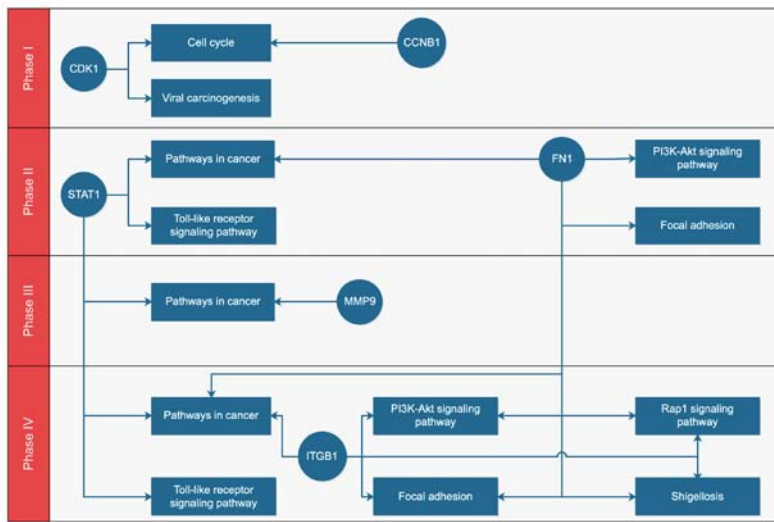 Phase I
CDK1
Cell cycle
CCNB1
Viral carcinogenesis
Phase II
STAT1
Pathways in cancer
FN1
PI3K-Akt signaling
pathway
Toll-like receptor
signaling pathway
Focal adhesion
Phase III
Pathways in cancer
MMP9
Phase IV
Pathways in cancer
PI3K-Akt signaling
pathway
Rap1 signaling
pathway
ITGB1
Toll-like receptor
signaling pathway
Focal adhesion
Shigellosis